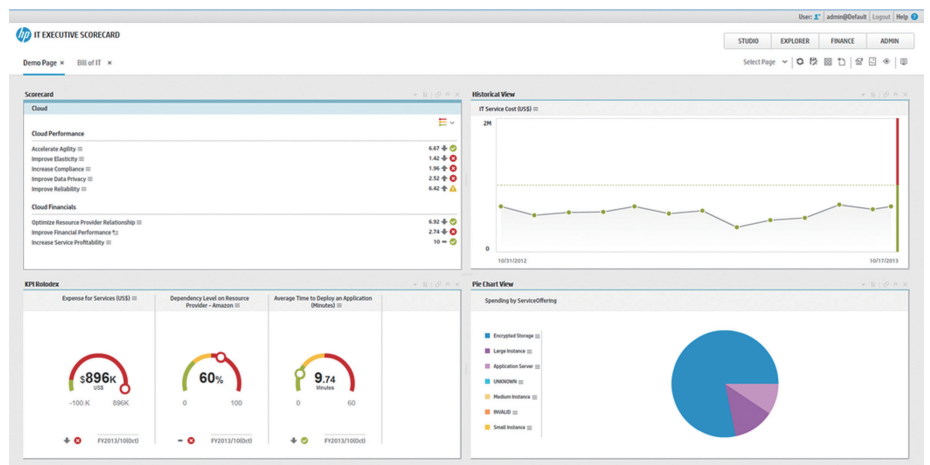 User: admin@Default Logout Help ?
hp IT EXECUTIVE SCORECARD
STUDIO EXPLORER FINANCE ADMIN
Demo Page × Bill of IT ×
Select Page
Scorecard
Cloud
Cloud Performance
Accelerate Agility 6.67
Improve Elasticity 1.42
Increase Compliance 1.96
Improve Data Privacy 2.52
Improve Reliability 6.42
Cloud Financials
Optimize Resource Provider Relationship 6.92
Improve Financial Performance 2.74
Increase Service Profitability 10
Historical View
IT Service Cost (US$)
2M
0
10/31/2012 10/17/2013
KPI Rolodex
Expense for Services (US$)
$896K
US$
-100 K 896K
FY2013/10(Oct)
Dependency Level on Resource
Provider - Amazon
60%
0 100
FY2013/10(Oct)
Average Time to Deploy an Application
(Minutes)
9.74
Minutes
0 60
FY2013/10(Oct)
Pie Chart View
Spending by ServiceOffering
Encrypted Storage
Large Instance
Application Server
UNKNOWN
Medium Instance
INVALID
Small Instance